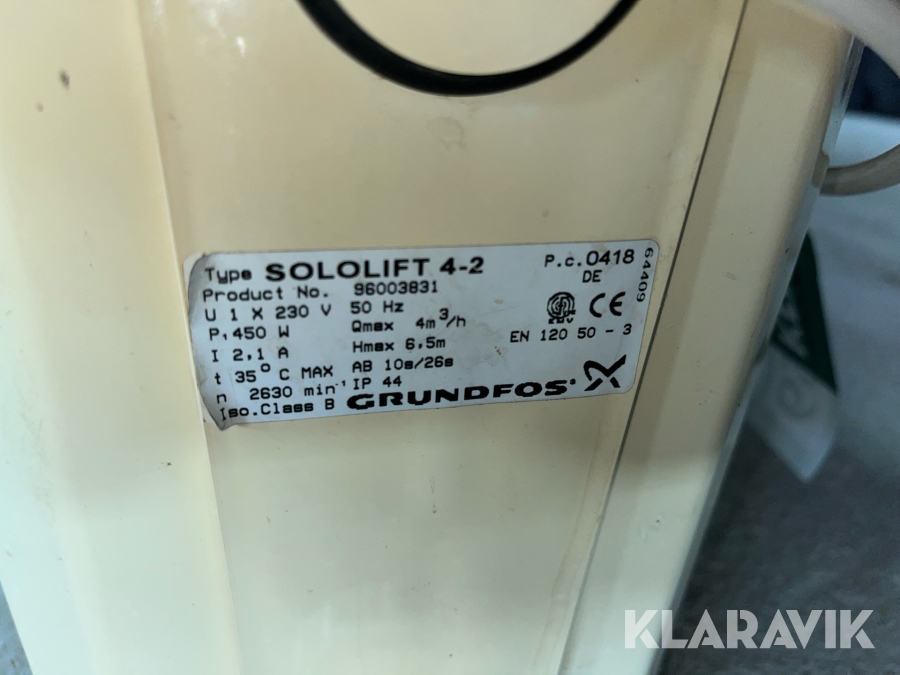 Type SOLOLIFT 4-2
P.c. 0418
DE
64409
Product No. 96003831
U 1 X 230 V 50 Hz
P₁ 450 W Qmax 4m³/h
I 2,1 A Hmax 6,5m
EN 120 50 - 3
t 35° C MAX AB 10s/26s
n 2630 min⁻¹ IP 44
Iso.Class B GRUNDFOS
CE
KLARAVIK